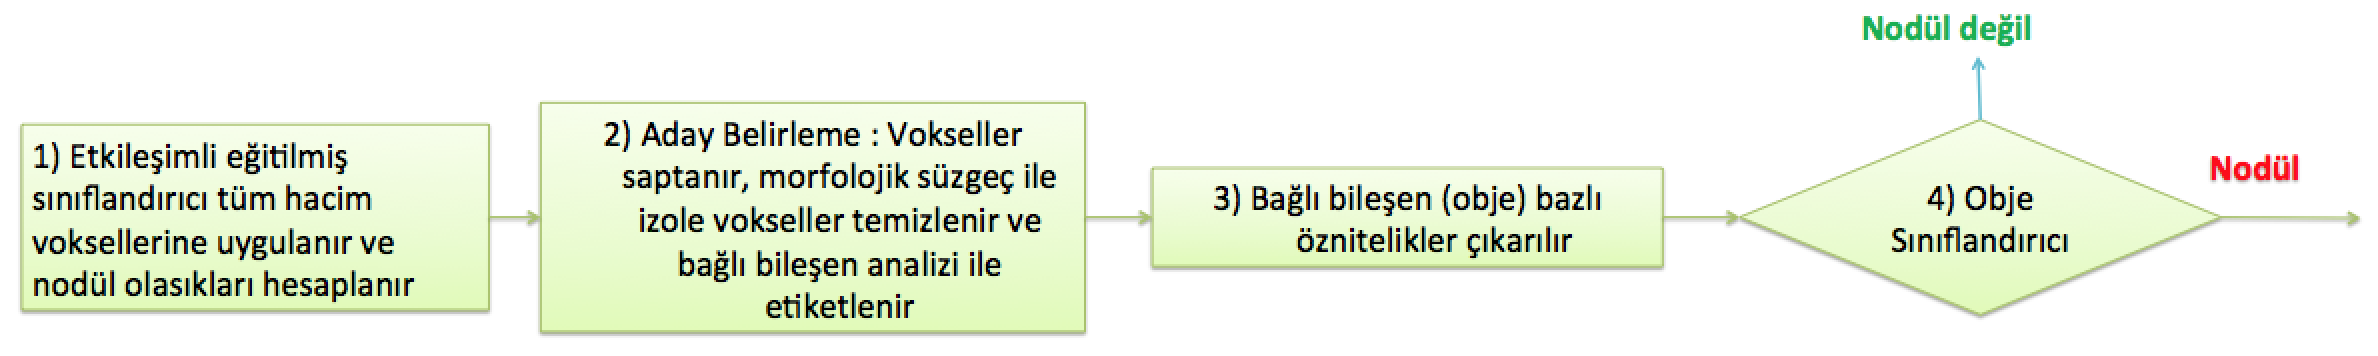 1) Etkileşimli eğitilmiş
sınıflandırıcı tüm hacim
voksellerine uygulanır ve
nodül olasıkları hesaplanır
2) Aday Belirleme : Vokseller
saptanır, morfolojik süzgeç ile
izole vokseller temizlenir ve
bağlı bileşen analizi ile
etiketlenir
3) Bağlı bileşen (obje) bazlı
öznitelikler çıkarılır
4) Obje
Sınıflandırıcı
Nodül değil
Nodül